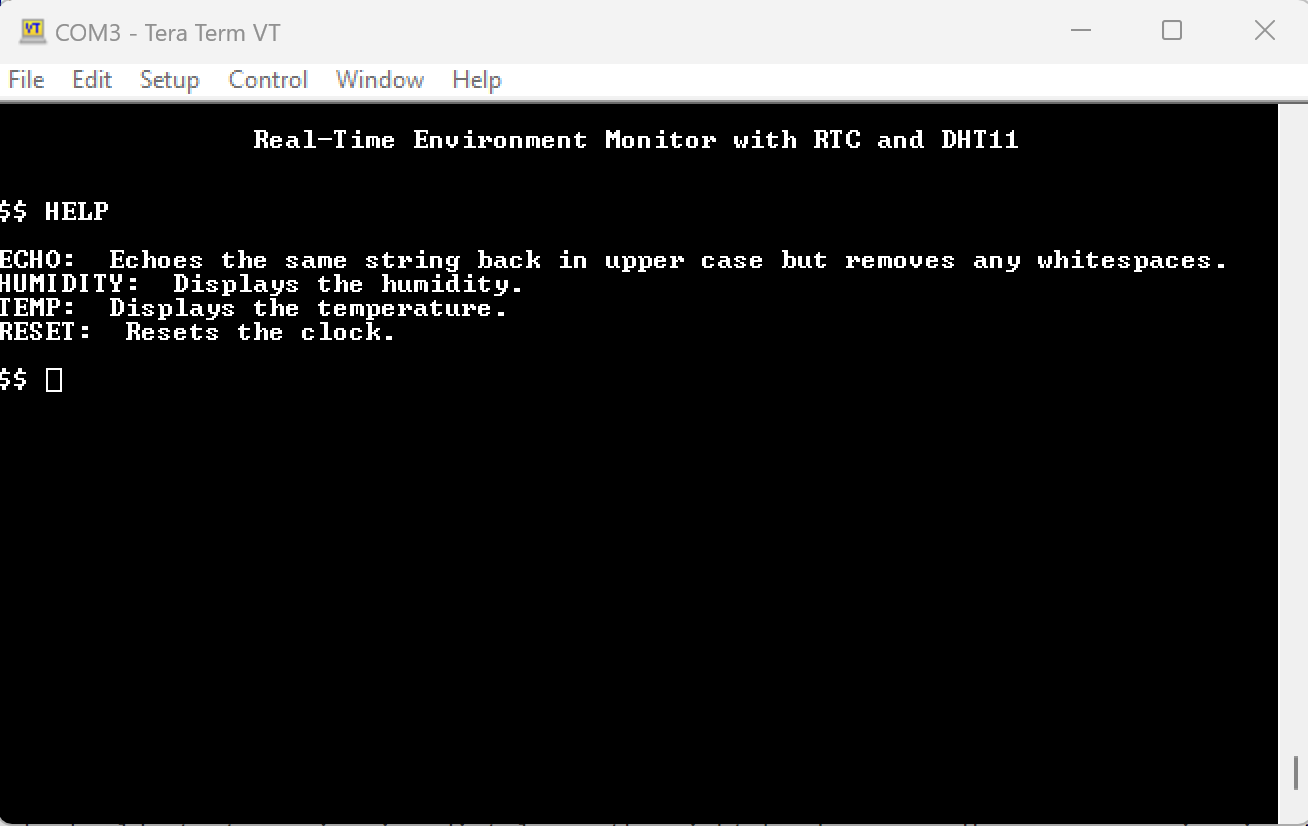 VT COM3 - Tera Term VT
File Edit Setup Control Window Help
Real-Time Environment Monitor with RTC and DHT11
$$ HELP
ECHO:  Echoes the same string back in upper case but removes any whitespaces.
HUMIDITY:  Displays the humidity.
TEMP:  Displays the temperature.
RESET:  Resets the clock.
$$